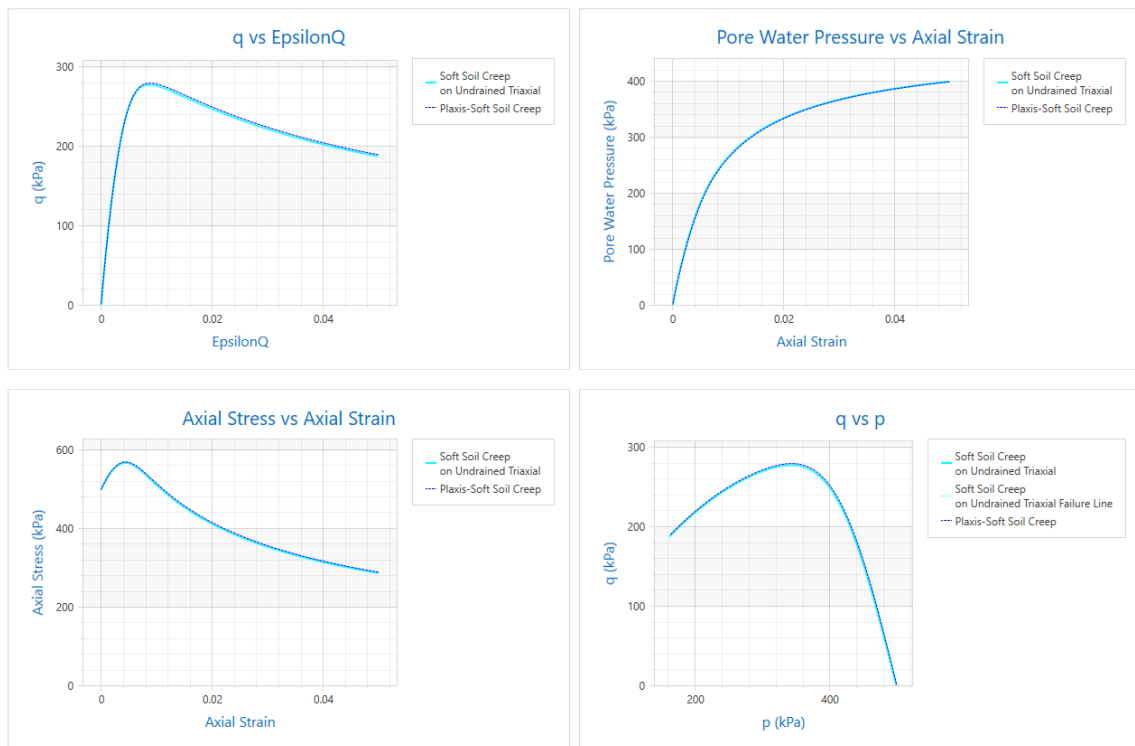 q vs EpsilonQ
300
200
100
0
q (kPa)
0
0.02
0.04
EpsilonQ
Soft Soil Creep
on Undrained Triaxial
Plaxis-Soft Soil Creep
Pore Water Pressure vs Axial Strain
400
300
200
100
0
Pore Water Pressure (kPa)
0
0.02
0.04
Axial Strain
Soft Soil Creep
on Undrained Triaxial
Plaxis-Soft Soil Creep
Axial Stress vs Axial Strain
600
400
200
0
Axial Stress (kPa)
0
0.02
0.04
Axial Strain
Soft Soil Creep
on Undrained Triaxial
Plaxis-Soft Soil Creep
q vs p
300
200
100
0
q (kPa)
200
400
p (kPa)
Soft Soil Creep
on Undrained Triaxial
Soft Soil Creep
on Undrained Triaxial Failure Line
Plaxis-Soft Soil Creep